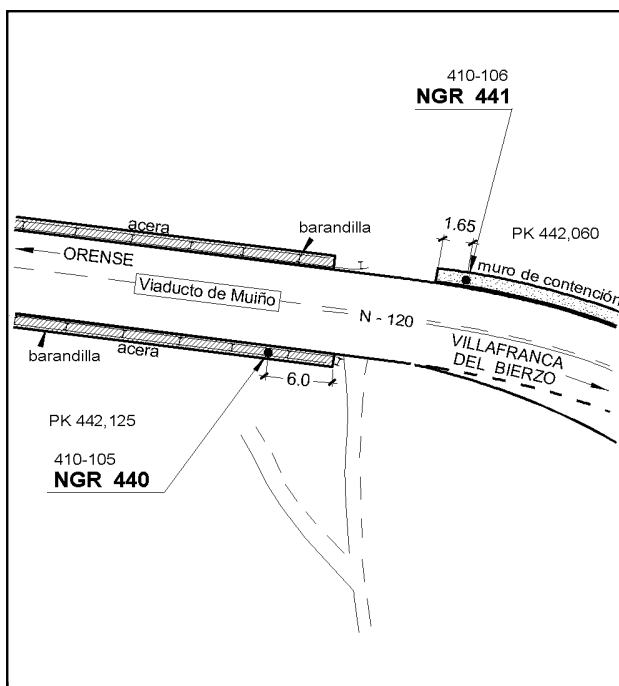 410-106
NGR 441
1.65
PK 442,060
acera
barandilla
muro de contención
ORENSE
Viaducto de Muiño
N - 120
VILLAFRANCA
DEL BIERZO
barandilla
acera
6.0
PK 442,125
410-105
NGR 440